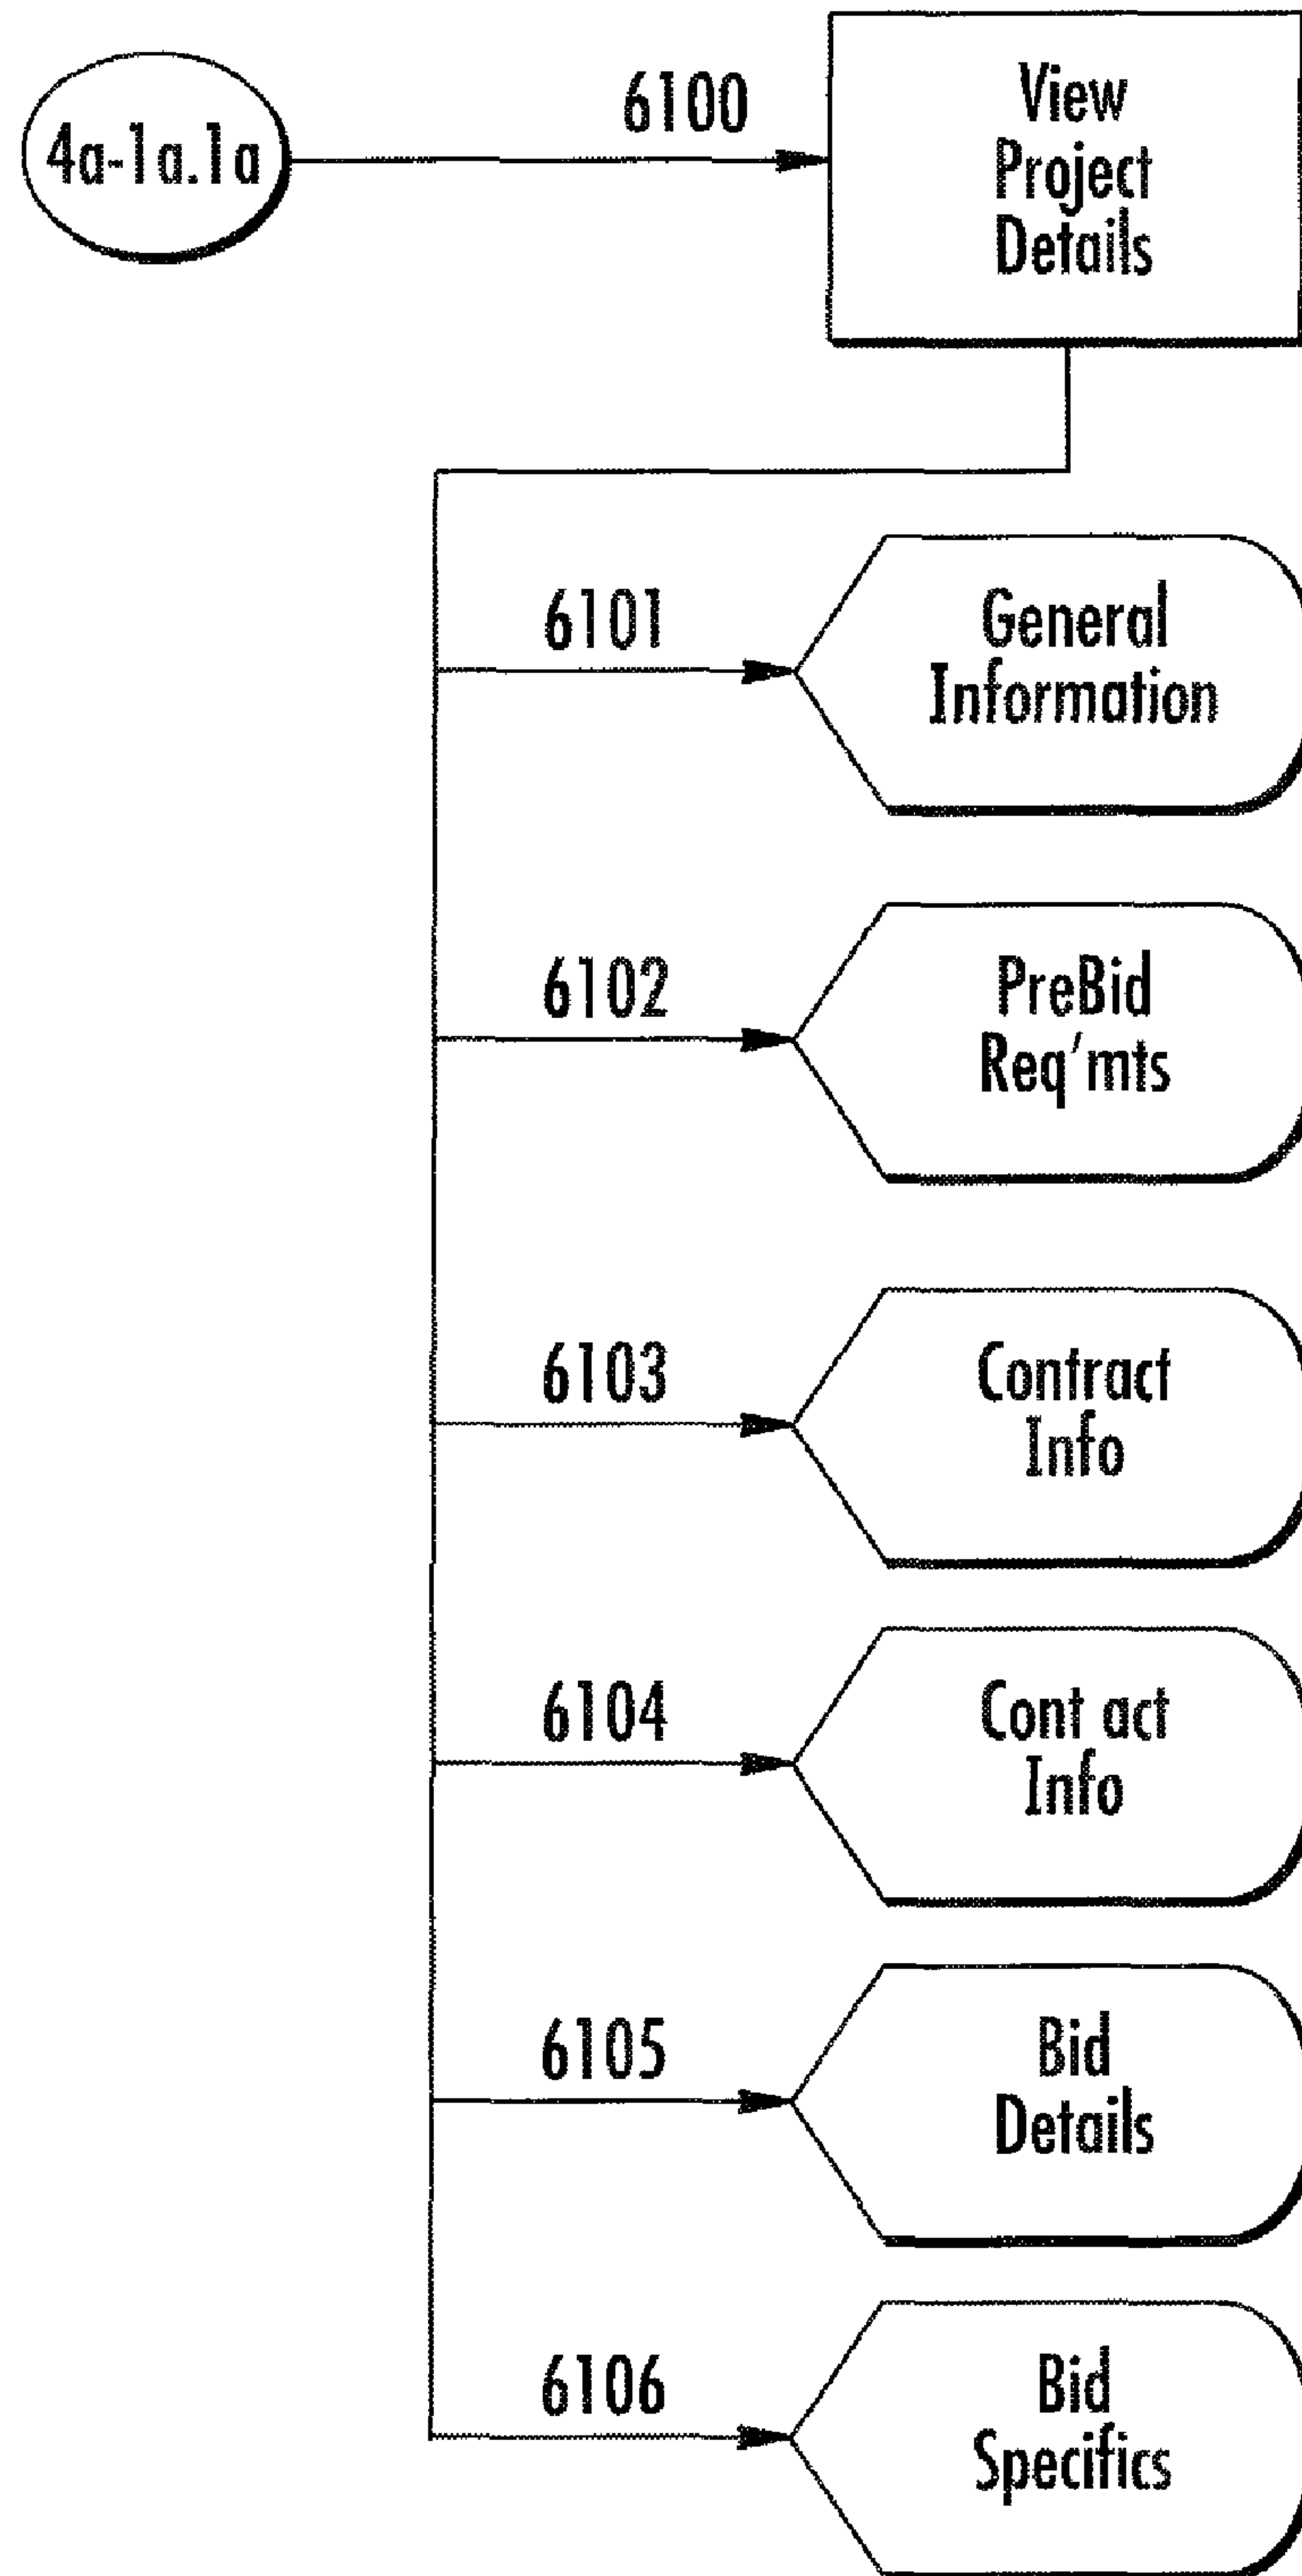 4a-1a.1a
6100
View
Project
Details
6101
General
Information
6102
PreBid
Req'mts
6103
Contract
Info
6104
Cont act
Info
6105
Bid
Details
6106
Bid
Specifics